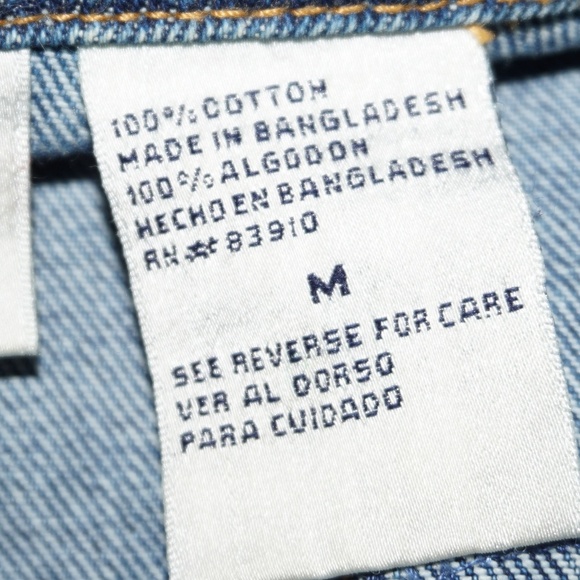 100% COTTON
MADE IN BANGLADESH
100% ALGODON
HECHO EN BANGLADESH
RN # 83910
M
SEE REVERSE FOR CARE
VER AL DORSO
PARA CUIDADO